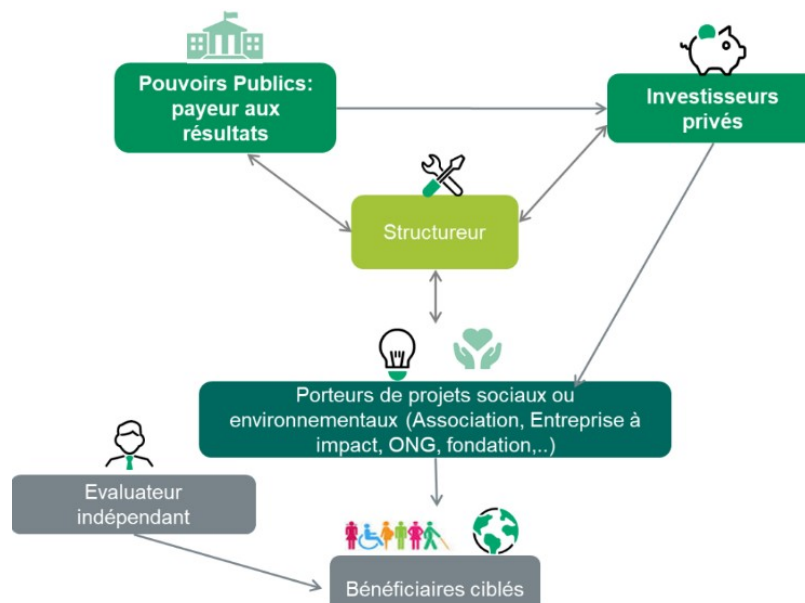 Pouvoirs Publics:
payeur aux
résultats
Investisseurs
privés
Structureur
Porteurs de projets sociaux ou
environnementaux (Association, Entreprise à
impact, ONG, fondation,..)
Evaluateur
indépendant
Bénéficiaires ciblés